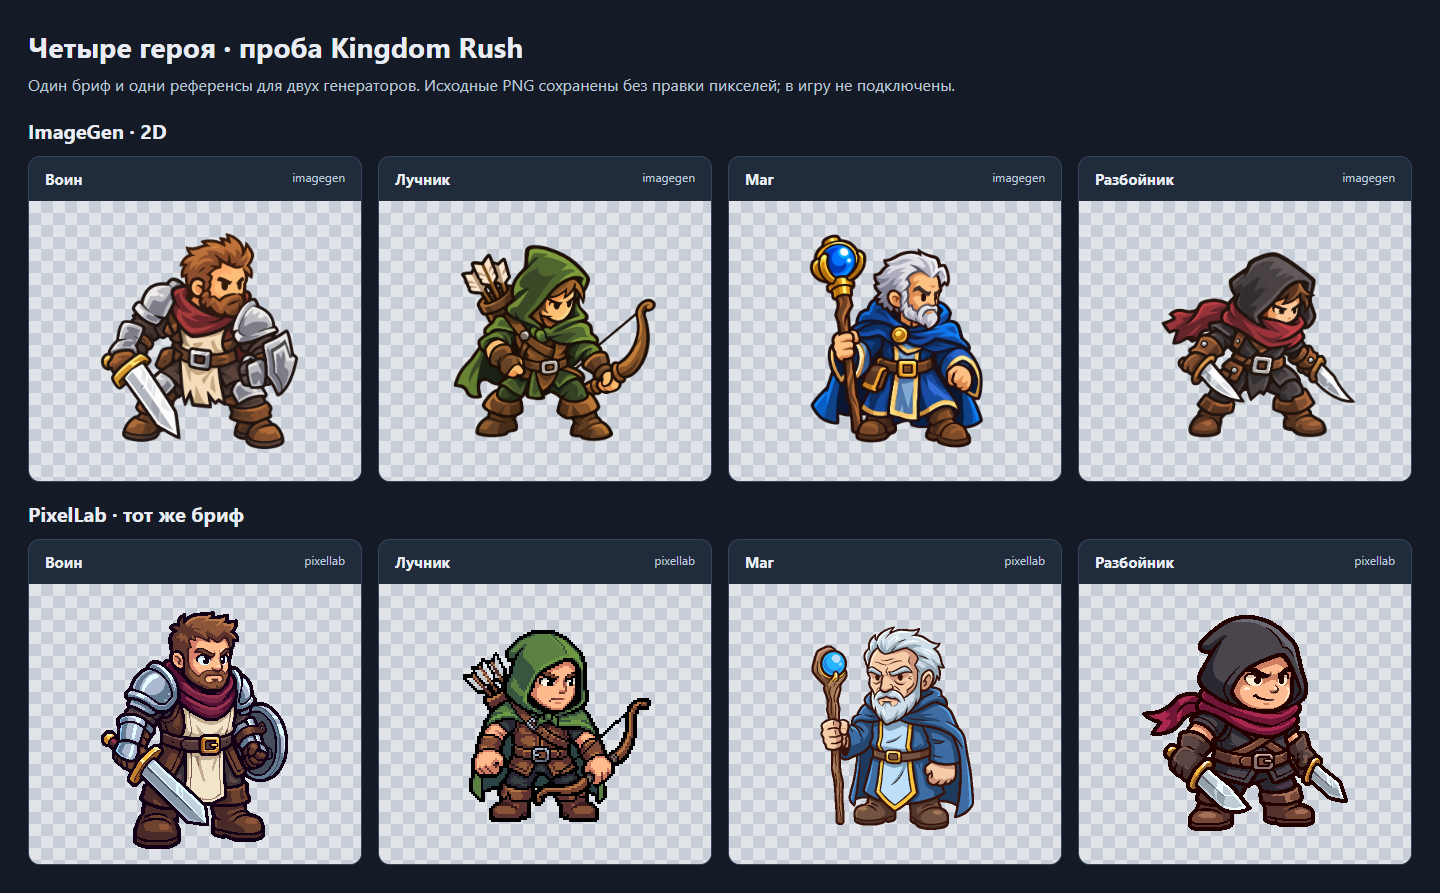 Четыре героя · проба Kingdom Rush
Один бриф и одни референсы для двух генераторов. Исходные PNG сохранены без правки пикселей; в игру не подключены.
ImageGen · 2D
Воин imagegen
Лучник imagegen
Маг imagegen
Разбойник imagegen
PixelLab · тот же бриф
Воин pixellab
Лучник pixellab
Маг pixellab
Разбойник pixellab